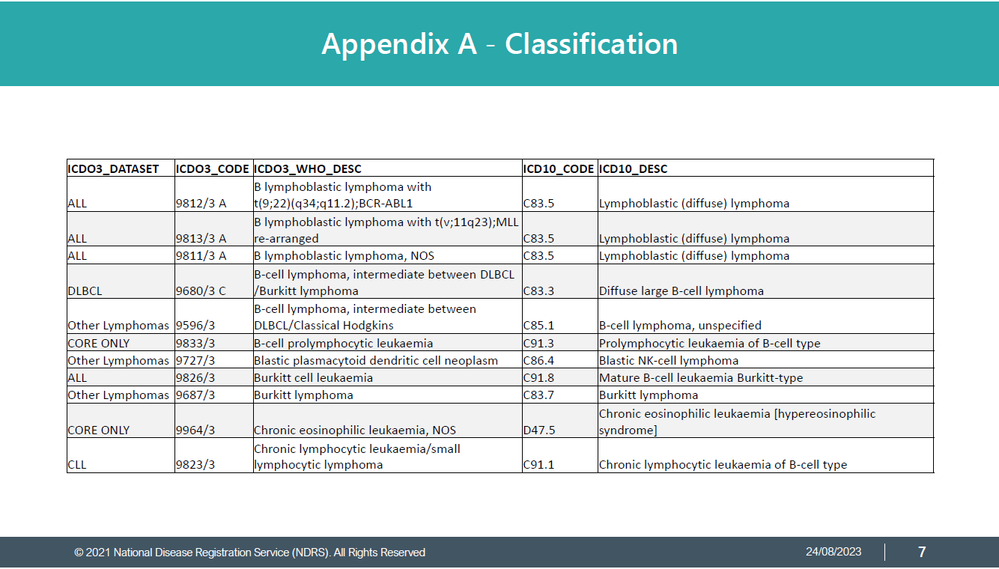 Appendix A - Classification
ICDO3_DATASET ICDO3_CODE ICDO3_WHO_DESC ICD10_CODE ICD10_DESC
B lymphoblastic lymphoma with
ALL 9812/3 A t(9;22)(q34;q11.2);BCR-ABL1 C83.5 Lymphoblastic (diffuse) lymphoma
B lymphoblastic lymphoma with t(v;11q23);MLL
ALL 9813/3 A re-arranged C83.5 Lymphoblastic (diffuse) lymphoma
ALL 9811/3 A B lymphoblastic lymphoma, NOS C83.5 Lymphoblastic (diffuse) lymphoma
B-cell lymphoma, intermediate between DLBCL
DLBCL 9680/3 C /Burkitt lymphoma C83.3 Diffuse large B-cell lymphoma
B-cell lymphoma, intermediate between
Other Lymphomas 9596/3 DLBCL/Classical Hodgkins C85.1 B-cell lymphoma, unspecified
CORE ONLY 9833/3 B-cell prolymphocytic leukaemia C91.3 Prolymphocytic leukaemia of B-cell type
Other Lymphomas 9727/3 Blastic plasmacytoid dendritic cell neoplasm C86.4 Blastic NK-cell lymphoma
ALL 9826/3 Burkitt cell leukaemia C91.8 Mature B-cell leukaemia Burkitt-type
Other Lymphomas 9687/3 Burkitt lymphoma C83.7 Burkitt lymphoma
Chronic eosinophilic leukaemia [hypereosinophilic
CORE ONLY 9964/3 Chronic eosinophilic leukaemia, NOS D47.5 syndrome]
Chronic lymphocytic leukaemia/small
CLL 9823/3 lymphocytic lymphoma C91.1 Chronic lymphocytic leukaemia of B-cell type
© 2021 National Disease Registration Service (NDRS). All Rights Reserved 24/08/2023 7